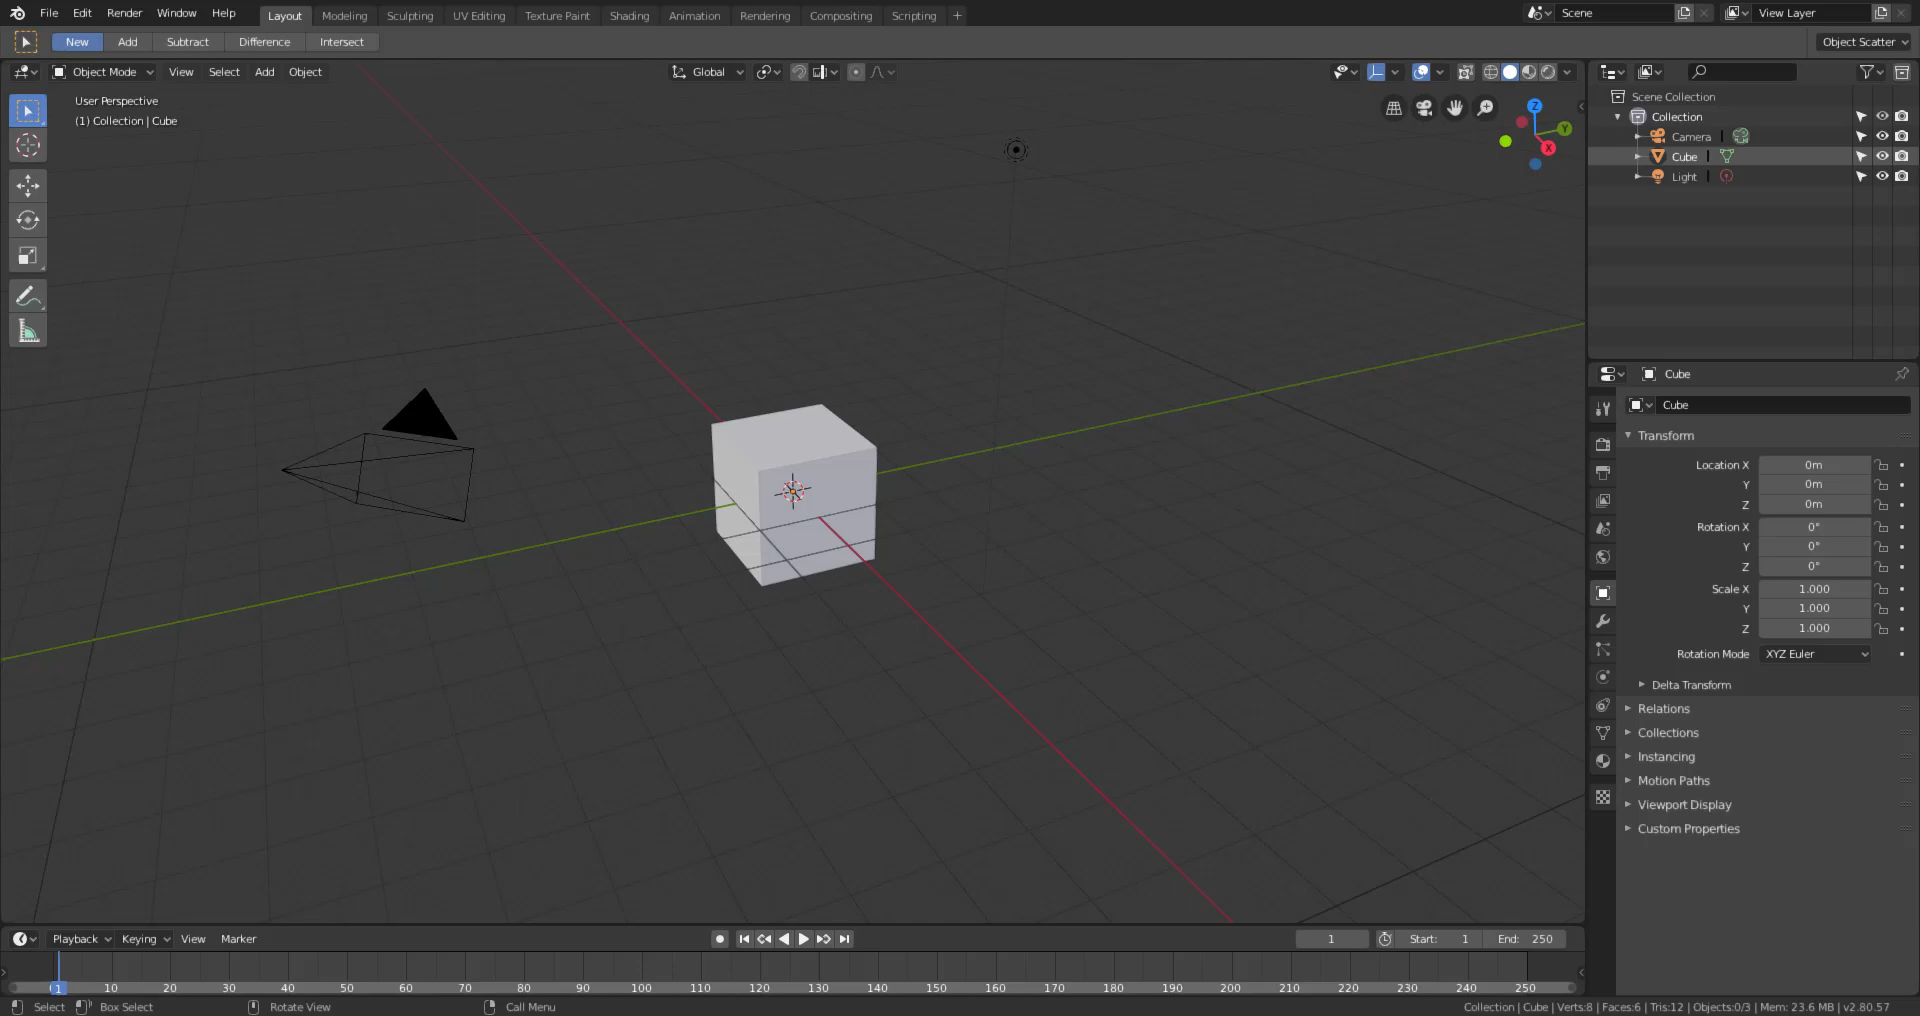 File Edit Render Window Help Layout Modeling Sculpting UV Editing Texture Paint Shading Animation Rendering Compositing Scripting + Scene View Layer
New Add Subtract Difference Intersect Object Scatter
Object Mode View Select Add Object Global
User Perspective
(1) Collection | Cube
Z
Y
X
Scene Collection
Collection
Camera
Cube
Light
Cube
Cube
Transform
Location X 0m
Y 0m
Z 0m
Rotation X 0°
Y 0°
Z 0°
Scale X 1.000
Y 1.000
Z 1.000
Rotation Mode XYZ Euler
Delta Transform
Relations
Collections
Instancing
Motion Paths
Viewport Display
Custom Properties
Playback Keying View Marker 1 Start: 1 End: 250
1 10 20 30 40 50 60 70 80 90 100 110 120 130 140 150 160 170 180 190 200 210 220 230 240 250
Select Box Select Rotate View Call Menu Collection | Cube | Verts:8 | Faces:6 | Tris:12 | Objects:0/3 | Mem: 23.6 MB | v2.80.57